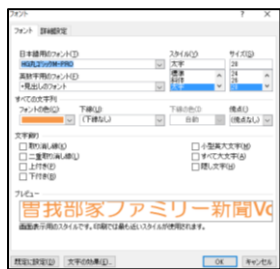 フォント
? ×
フォント 詳細設定
日本語用のフォント(T) スタイル(Y): サイズ(S):
HG丸ゴシックM-PRO 太字 28
英数字用のフォント(F) 標準 24
+見出しのフォント 斜体 26
太字 28
すべての文字列
フォントの色(C): 下線(U): 下線の色(I) 傍点(:)
(下線なし) 自動 (傍点なし)
文字飾り
取り消し線(K) 小型英大文字(M)
二重取り消し線(L) すべて大文字(A)
上付き(P) 隠し文字(H)
下付き(B)
プレビュー
曽我部家ファミリー新聞Vo
画面表示用のスタイルです。印刷では最も近いスタイルが使用されます。
既定に設定(D) 文字の効果(E)... OK キャンセル